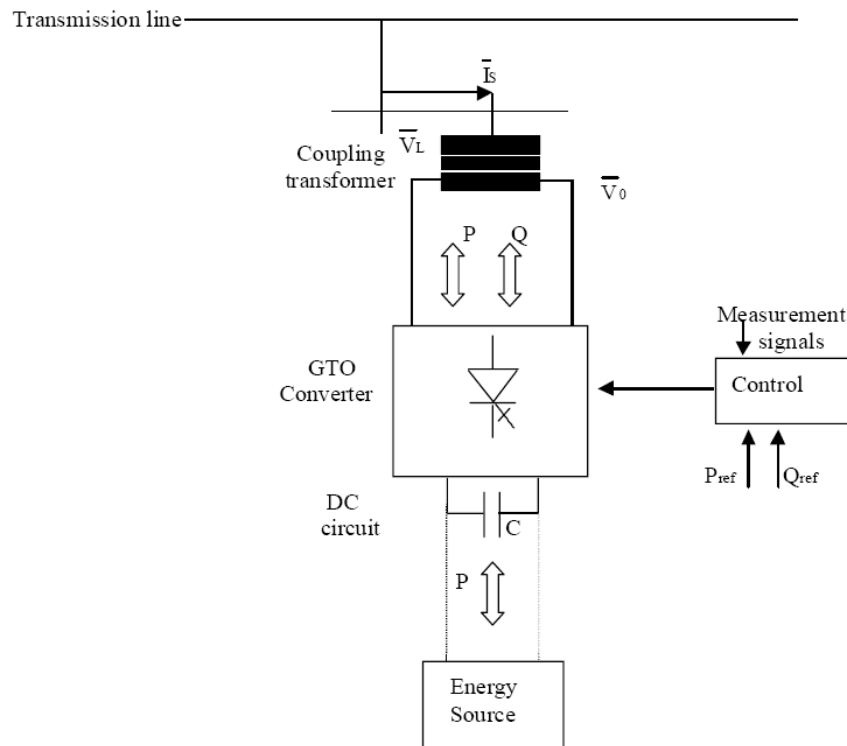 Transmission line
I̅s
V̅L
Coupling
transformer
V̅0
P
Q
Measurement
signals
GTO
Converter
Control
Pref
Qref
DC
circuit
C
P
Energy
Source